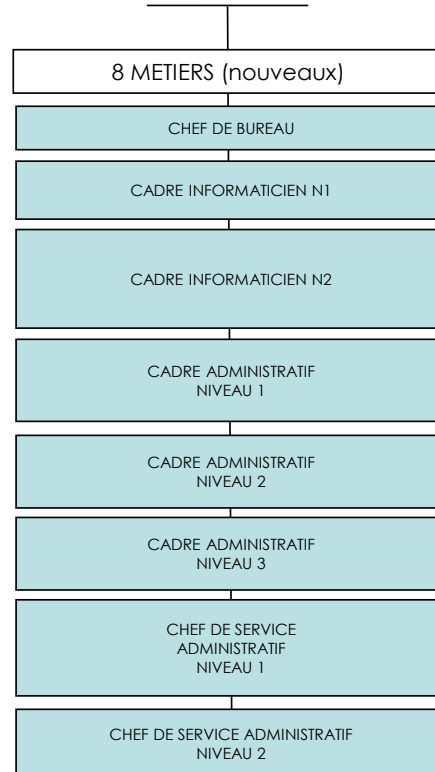 8 METIERS (nouveaux)
CHEF DE BUREAU
CADRE INFORMATICIEN N1
CADRE INFORMATICIEN N2
CADRE ADMINISTRATIF
NIVEAU 1
CADRE ADMINISTRATIF
NIVEAU 2
CADRE ADMINISTRATIF
NIVEAU 3
CHEF DE SERVICE
ADMINISTRATIF
NIVEAU 1
CHEF DE SERVICE ADMINISTRATIF
NIVEAU 2